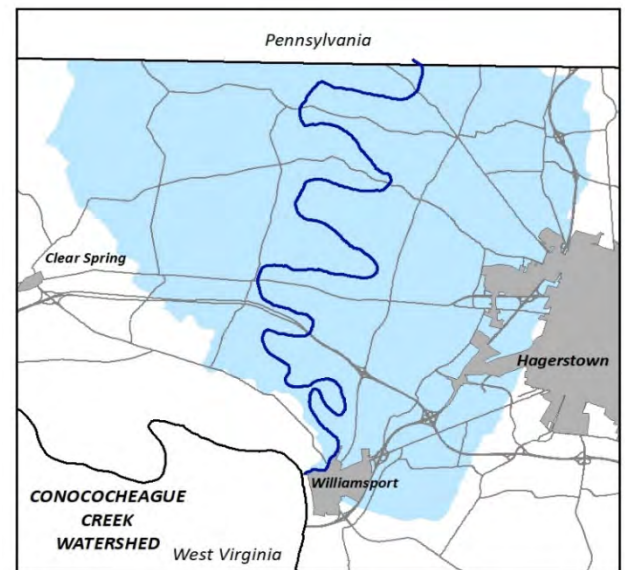 Pennsylvania
Clear Spring
Hagerstown
Williamsport
CONOCOCHEAGUE
CREEK
WATERSHED
West Virginia